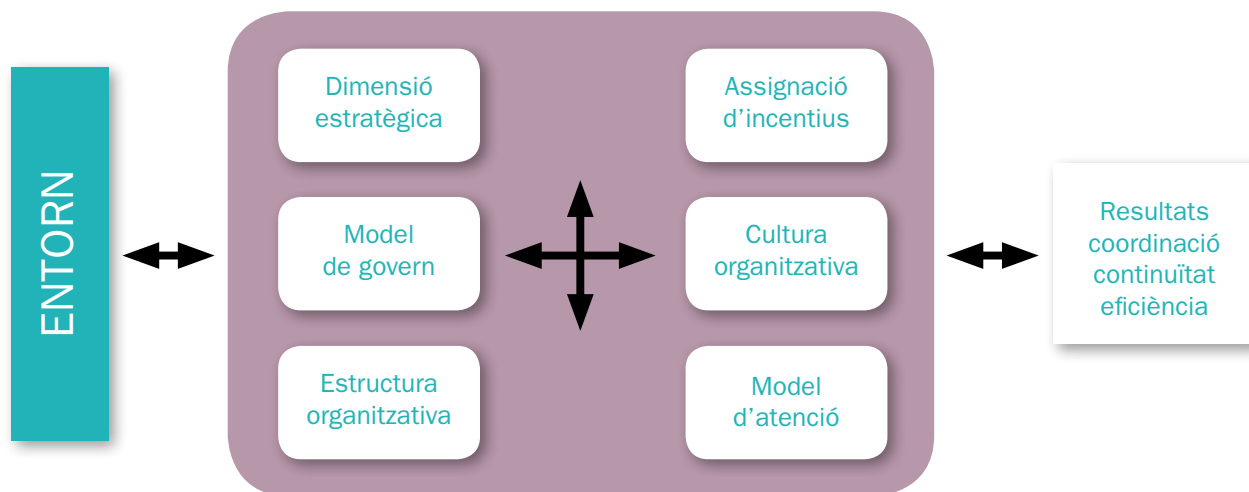 ENTORN
Dimensió
estratègica
Model
de govern
Estructura
organitzativa
Assignació
d’incentius
Cultura
organitzativa
Model
d’atenció
Resultats
coordinació
continuïtat
eficiència